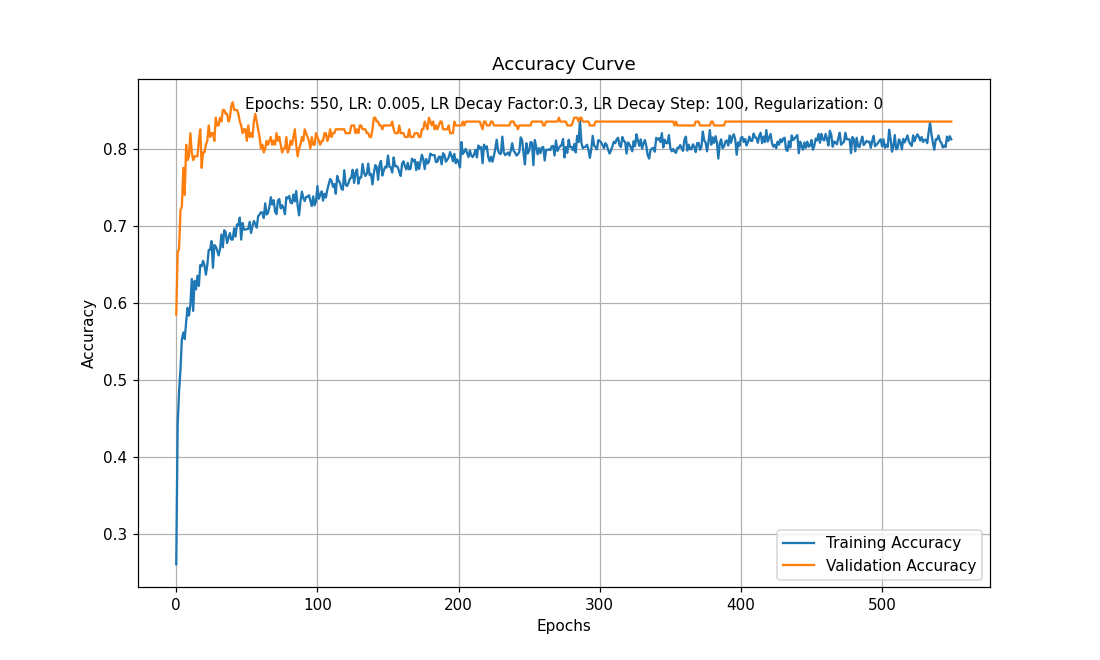 Accuracy Curve
Epochs: 550, LR: 0.005, LR Decay Factor:0.3, LR Decay Step: 100, Regularization: 0
Accuracy
0.8
0.7
0.6
0.5
0.4
0.3
Training Accuracy
Validation Accuracy
0 100 200 300 400 500
Epochs